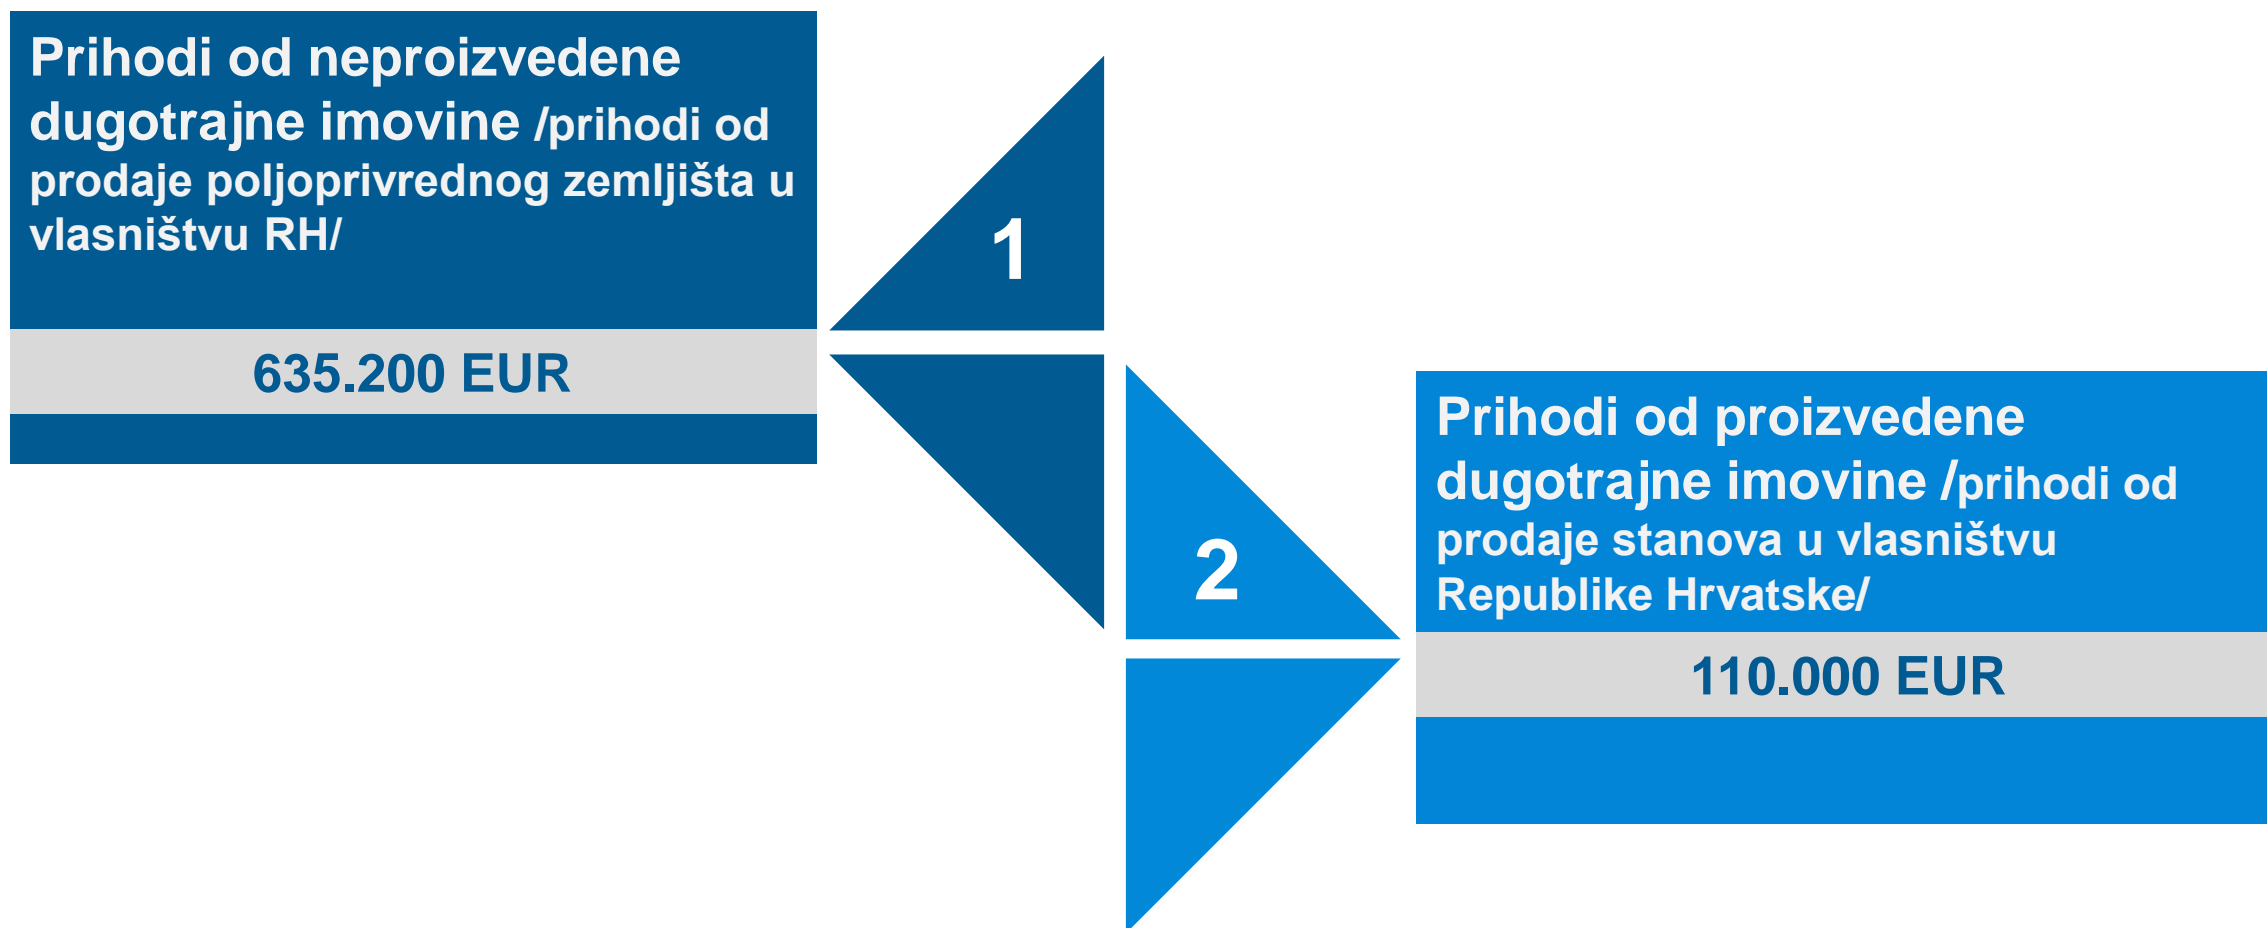 Prihodi od neproizvedene
dugotrajne imovine /prihodi od
prodaje poljoprivrednog zemljišta u
vlasništvu RH/
635.200 EUR
1
2
Prihodi od proizvedene
dugotrajne imovine /prihodi od
prodaje stanova u vlasništvu
Republike Hrvatske/
110.000 EUR